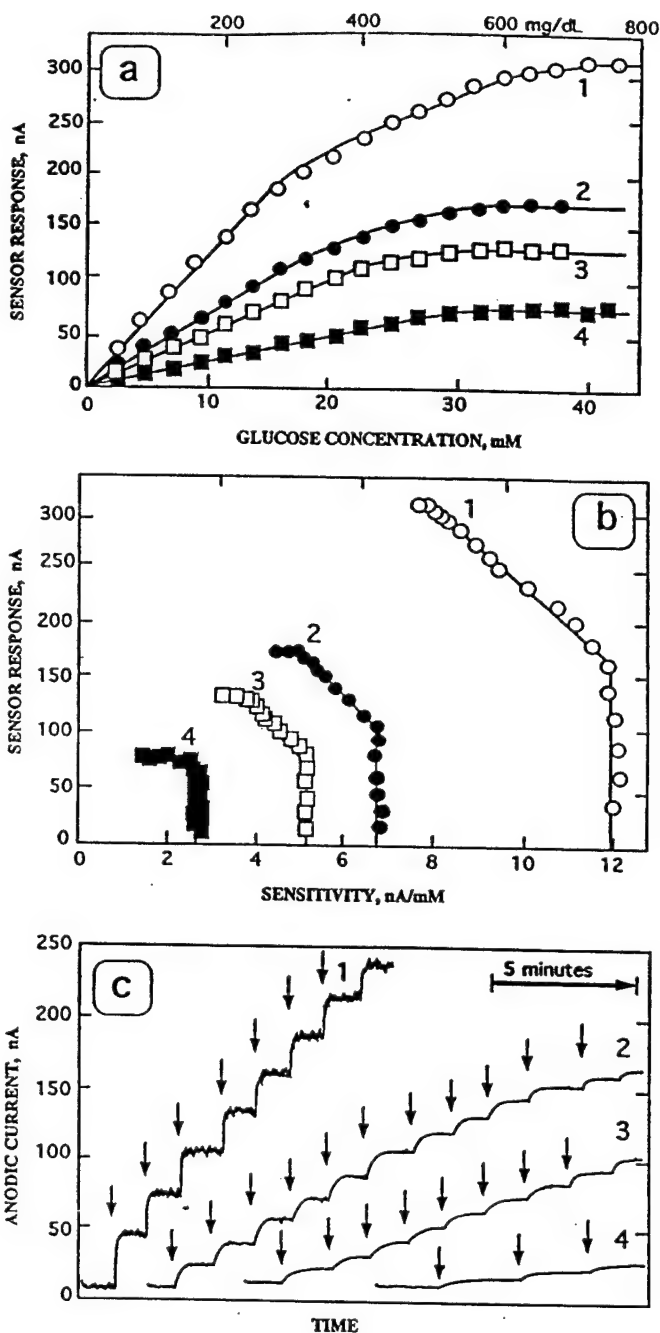 200 400 600 mg/dL 800
a
300
250
200
150
100
50
0
SENSOR RESPONSE, nA
1
2
3
4
0 10 20 30 40
GLUCOSE CONCENTRATION, mM
b
300
250
200
150
100
50
0
SENSOR RESPONSE, nA
1
2
3
4
0 2 4 6 8 10 12
SENSITIVITY, nA/mM
c
250
200
150
100
50
0
ANODIC CURRENT, nA
5 minutes
1
2
3
4
TIME